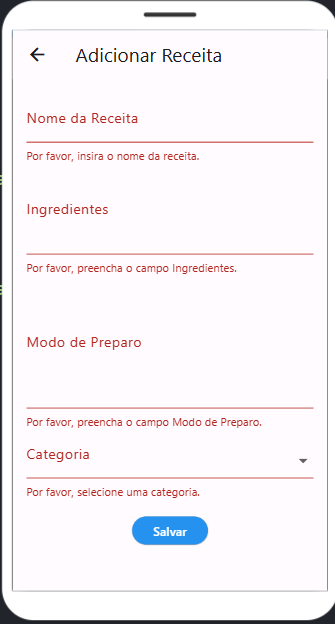 Adicionar Receita
Nome da Receita
Por favor, insira o nome da receita.
Ingredientes
Por favor, preencha o campo Ingredientes.
Modo de Preparo
Por favor, preencha o campo Modo de Preparo.
Categoria
Por favor, selecione uma categoria.
Salvar